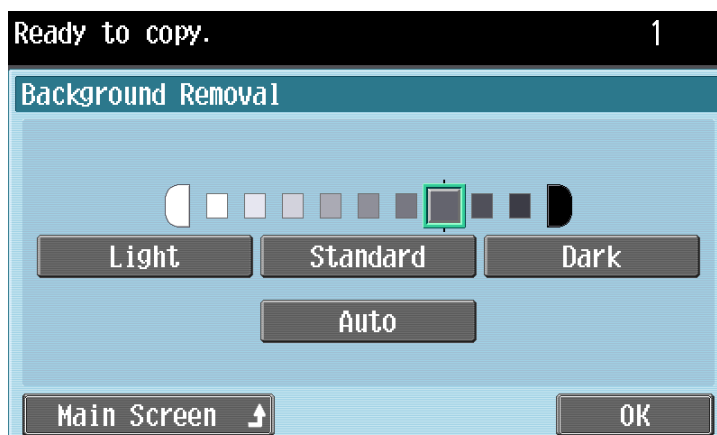 Ready to copy. 1
Background Removal
Light Standard Dark
Auto
Main Screen OK